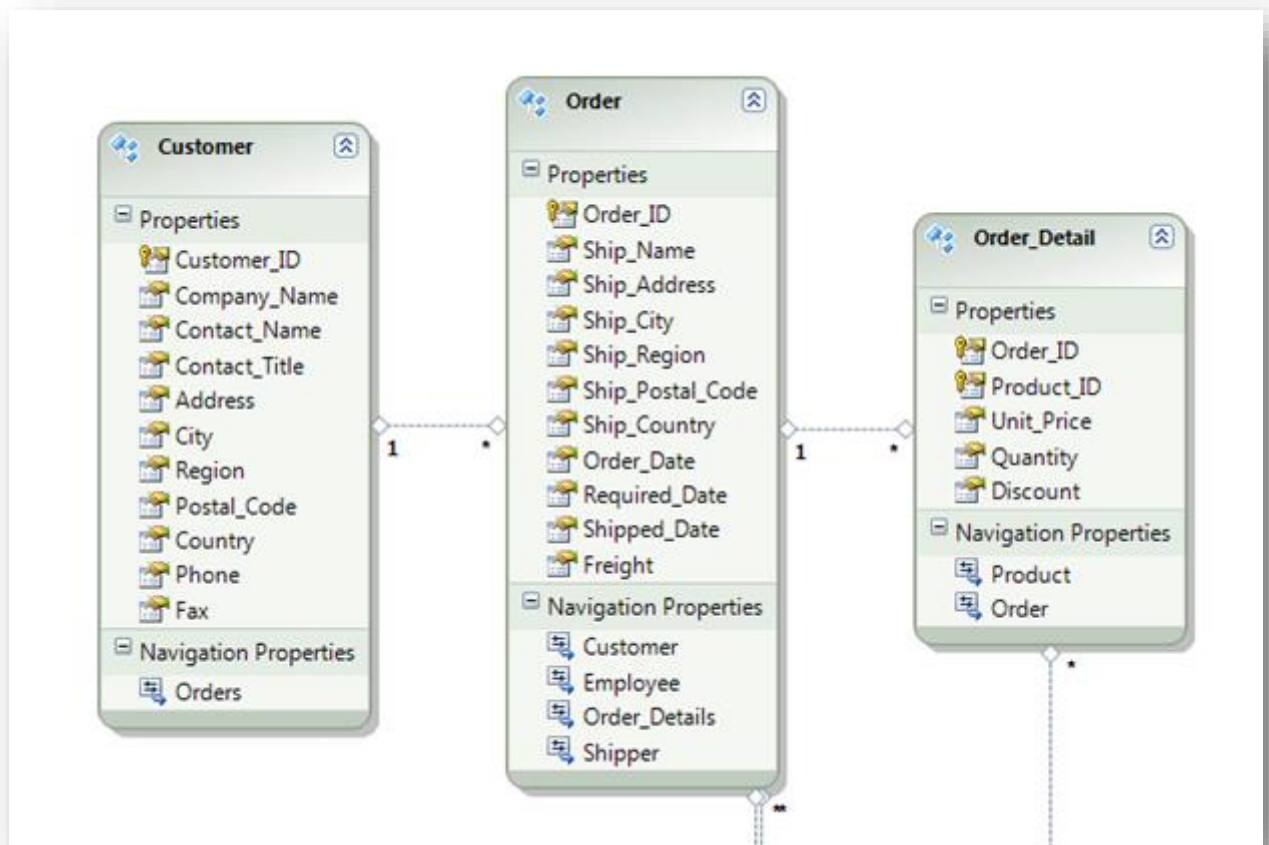 Customer
Properties
Customer_ID
Company_Name
Contact_Name
Contact_Title
Address
City
Region
Postal_Code
Country
Phone
Fax
Navigation Properties
Orders
1
*
Order
Properties
Order_ID
Ship_Name
Ship_Address
Ship_City
Ship_Region
Ship_Postal_Code
Ship_Country
Order_Date
Required_Date
Shipped_Date
Freight
Navigation Properties
Customer
Employee
Order_Details
Shipper
**
1
*
Order_Detail
Properties
Order_ID
Product_ID
Unit_Price
Quantity
Discount
Navigation Properties
Product
Order
*